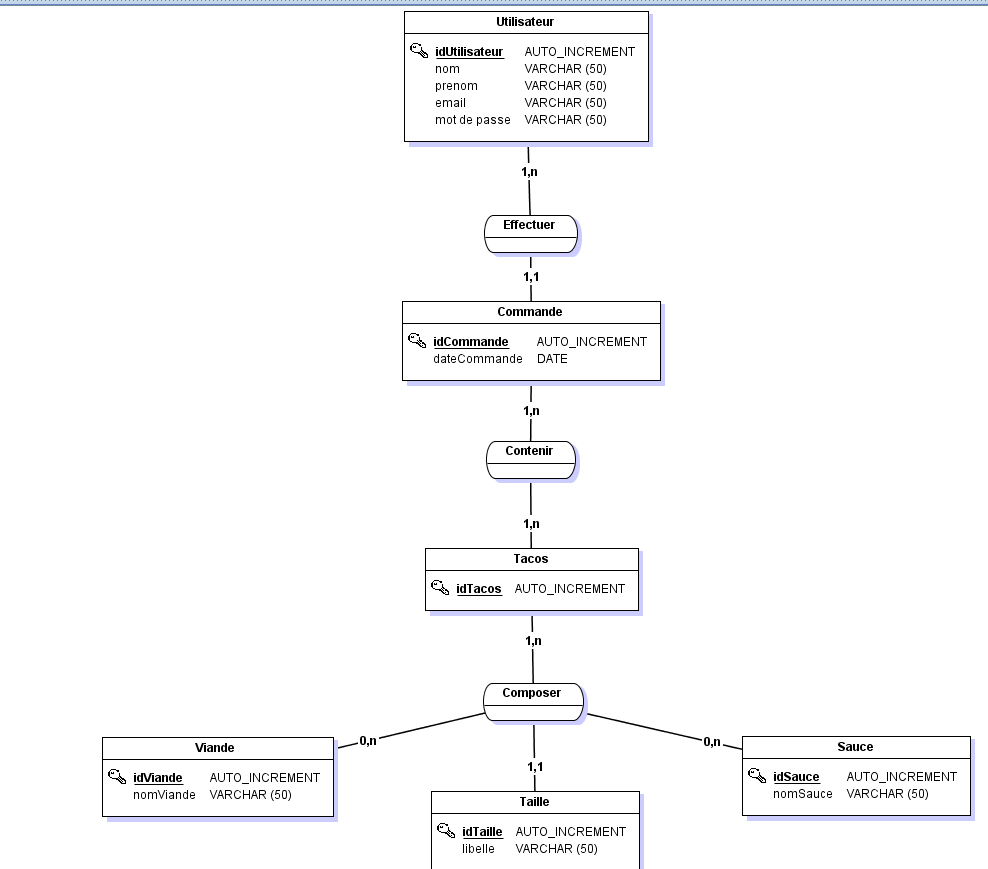 Utilisateur
idUtilisateur AUTO_INCREMENT
nom VARCHAR (50)
prenom VARCHAR (50)
email VARCHAR (50)
mot de passe VARCHAR (50)
1,n
Effectuer
1,1
Commande
idCommande AUTO_INCREMENT
dateCommande DATE
1,n
Contenir
1,n
Tacos
idTacos AUTO_INCREMENT
1,n
Composer
0,n
0,n
1,1
Viande
idViande AUTO_INCREMENT
nomViande VARCHAR (50)
Sauce
idSauce AUTO_INCREMENT
nomSauce VARCHAR (50)
Taille
idTaille AUTO_INCREMENT
libelle VARCHAR (50)